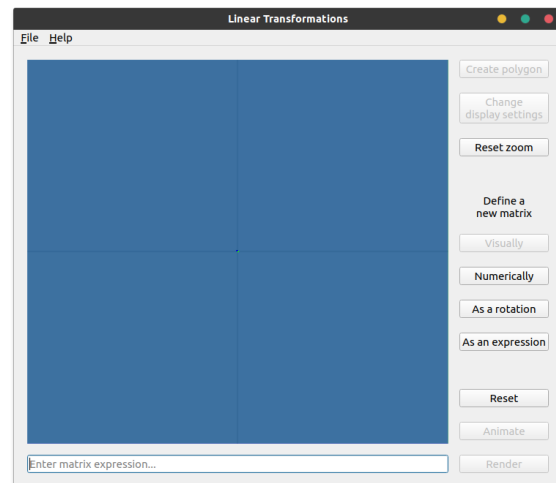 Linear Transformations
File Help
Create polygon
Change
display settings
Reset zoom
Define a
new matrix
Visually
Numerically
As a rotation
As an expression
Reset
Animate
Enter matrix expression...
Render